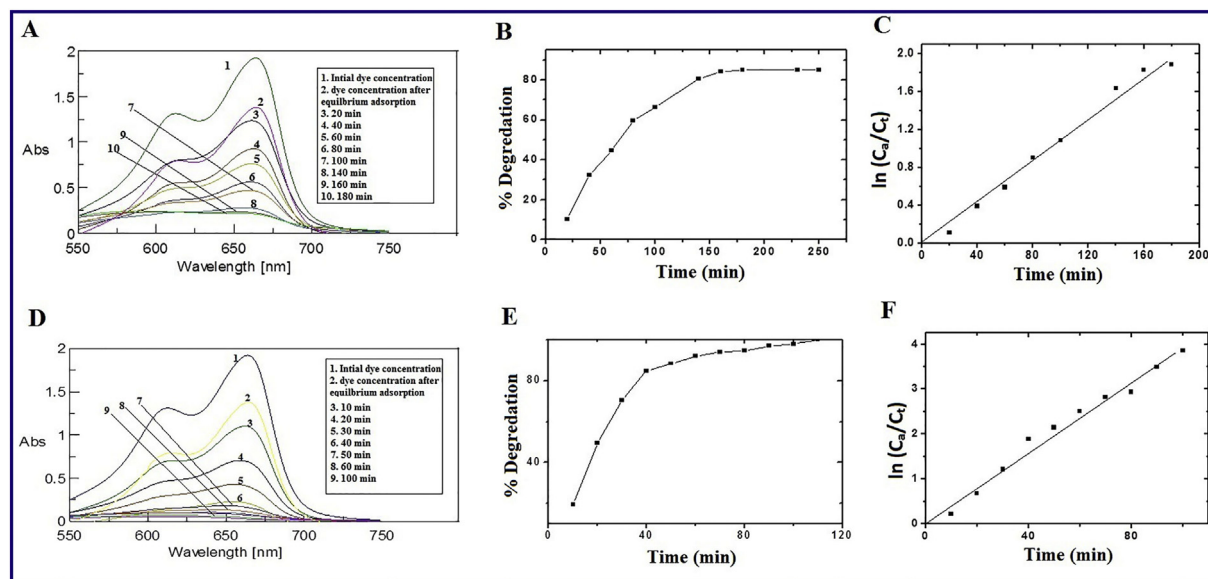 A
2
1.5
1
0.5
0
Abs
550
600
650
700
750
Wavelength [nm]
1
2
3
4
5
6
7
8
9
10
1. Intial dye concentration
2. dye concentration after
equilbrium adsorption
3. 20 min
4. 40 min
5. 60 min
6. 80 min
7. 100 min
8. 140 min
9. 160 min
10. 180 min
B
80
60
40
20
0
% Degredation
0
50
100
150
200
250
Time (min)
C
2.0
1.6
1.2
0.8
0.4
0.0
ln (Ca/Ct)
0
40
80
120
160
200
Time (min)
D
2
1.5
1
0.5
0
Abs
550
600
650
700
750
Wavelength [nm]
1
2
3
4
5
6
7
8
9
1. Intial dye concentration
2. dye concentration after
equilbrium adsorption
3. 10 min
4. 20 min
5. 30 min
6. 40 min
7. 50 min
8. 60 min
9. 100 min
E
80
40
% Degredation
0
40
80
120
Time (min)
F
4
3
2
1
0
ln (Ca/Ct)
0
40
80
Time (min)